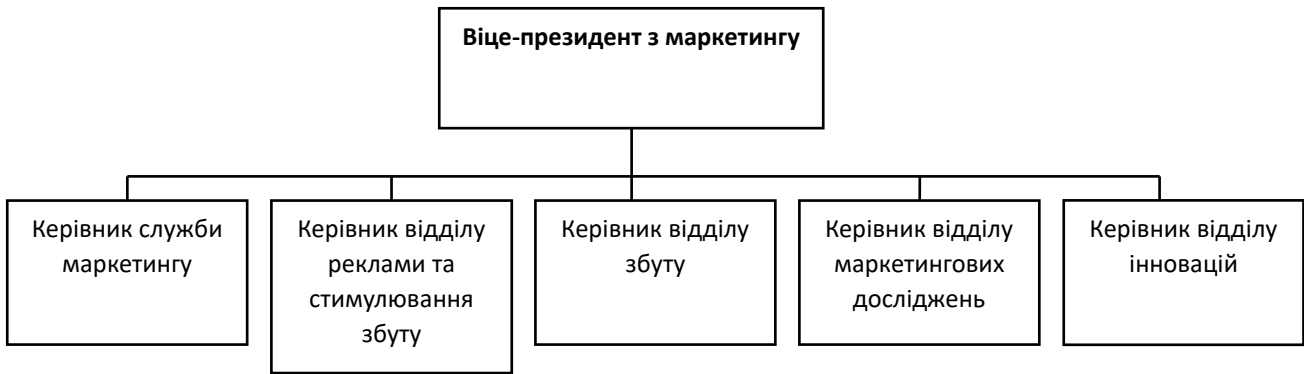 Віце-президент з маркетингу
Керівник служби
маркетингу
Керівник відділу
реклами та
стимулювання
збуту
Керівник відділу
збуту
Керівник відділу
маркетингових
досліджень
Керівник відділу
інновацій